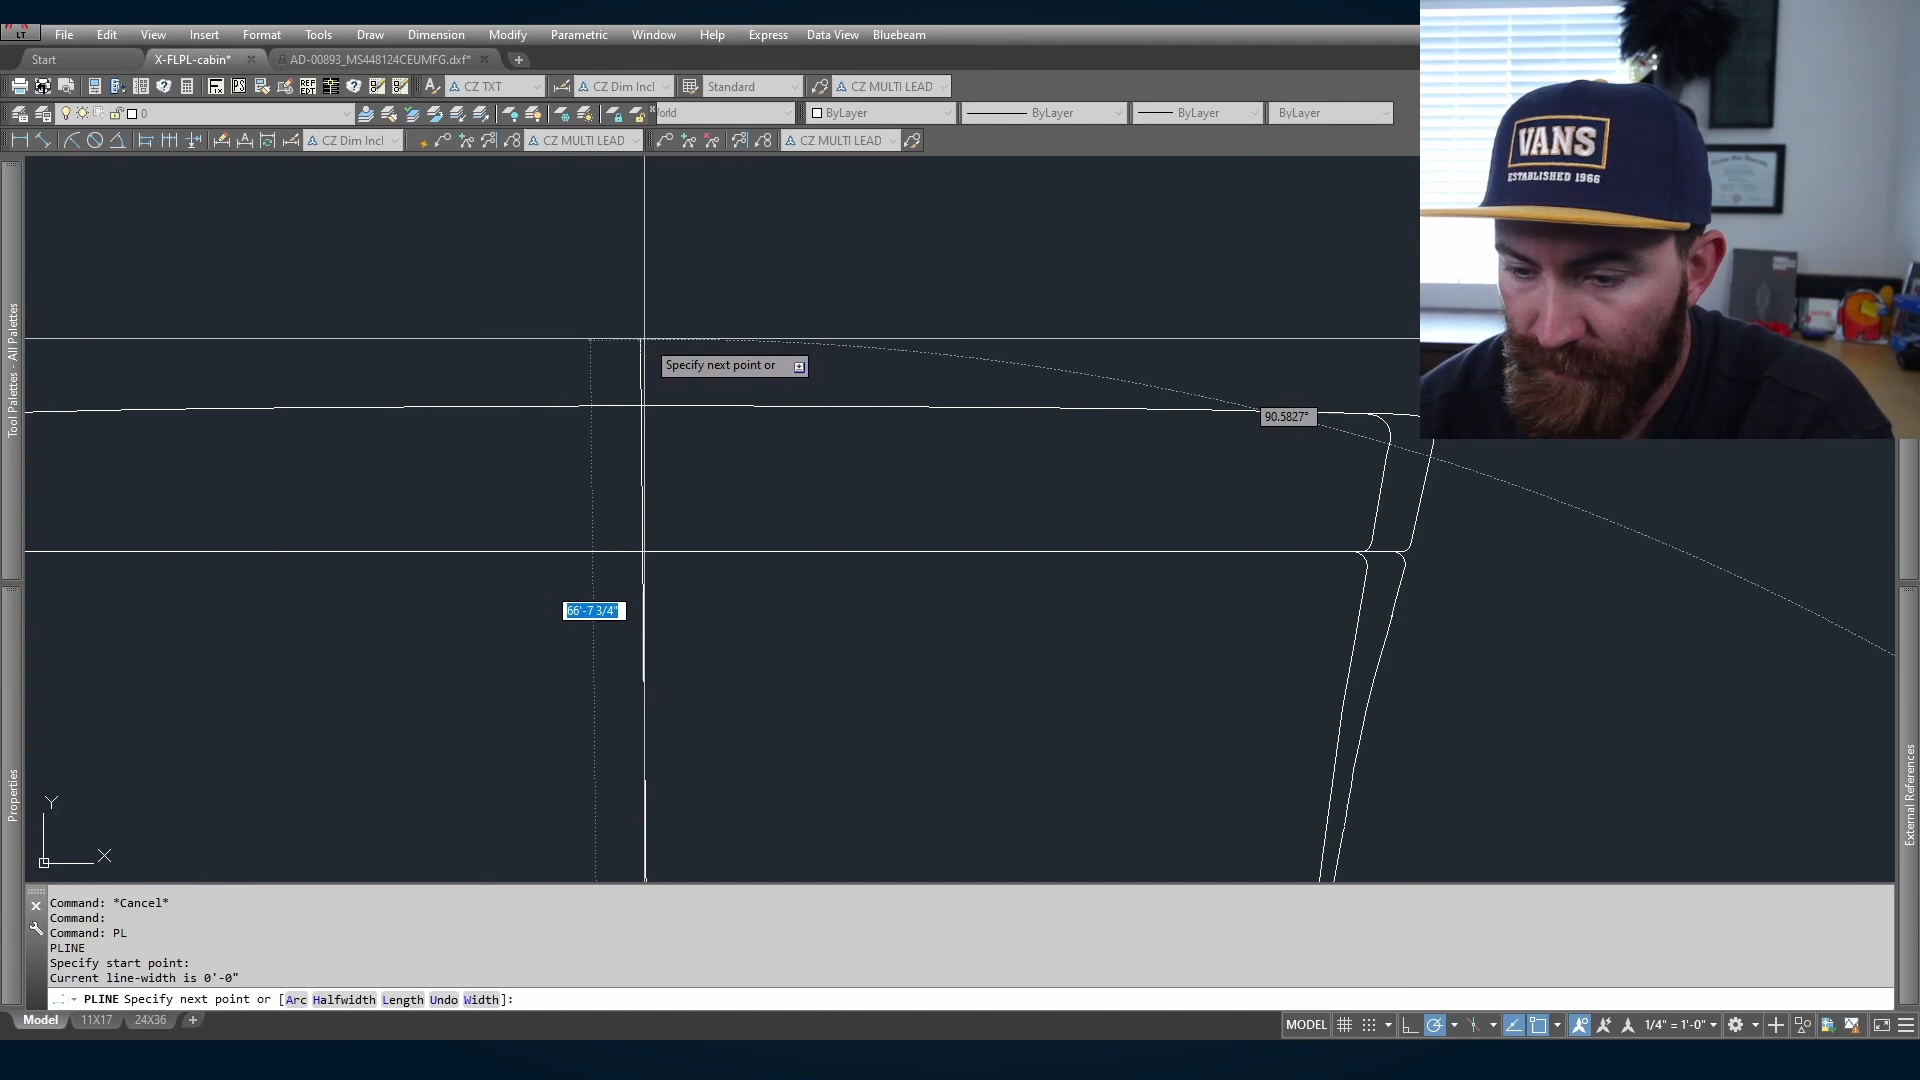 LT
File Edit View Insert Format Tools Draw Dimension Modify Parametric Window Help Express Data View Bluebeam
Start X-FLPL-cabin* AD-00893_MS448124CEUMFG.dxf*
CZ TXT CZ Dim Incl Standard CZ MULTI LEAD
0 orld ByLayer ByLayer ByLayer ByLayer
CZ Dim Incl CZ MULTI LEAD CZ MULTI LEAD
VANS
ESTABLISHED 1966
Tool Palettes - All Palettes
Specify next point or
90.5827°
66'-7 3/4"
Properties
External References
Y
X
Command: *Cancel*
Command:
Command: PL
PLINE
Specify start point:
Current line-width is 0'-0"
PLINE Specify next point or [Arc Halfwidth Length Undo Width]:
Model 11X17 24X36 +
MODEL 1/4" = 1'-0"